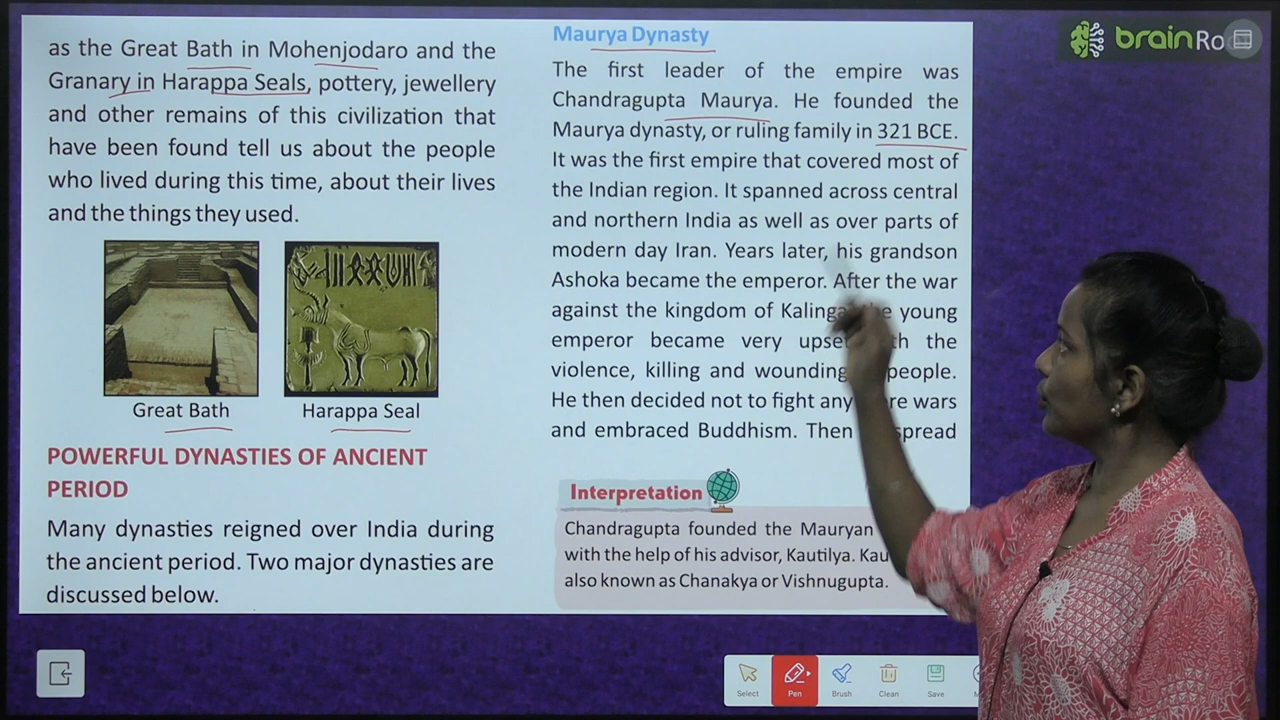 as the Great Bath in Mohenjodaro and the
Granary in Harappa Seals, pottery, jewellery
and other remains of this civilization that
have been found tell us about the people
who lived during this time, about their lives
and the things they used.
Great Bath
Harappa Seal
POWERFUL DYNASTIES OF ANCIENT
PERIOD
Many dynasties reigned over India during
the ancient period. Two major dynasties are
discussed below.
Maurya Dynasty
The first leader of the empire was
Chandragupta Maurya. He founded the
Maurya dynasty, or ruling family in 321 BCE.
It was the first empire that covered most of
the Indian region. It spanned across central
and northern India as well as over parts of
modern day Iran. Years later, his grandson
Ashoka became the emperor. After the war
against the kingdom of Kalinga young
emperor became very upset the
violence, killing and wounding people.
He then decided not to fight any wars
and embraced Buddhism. Then spread
Interpretation
Chandragupta founded the Mauryan
with the help of his advisor, Kautilya.
also known as Chanakya or Vishnugupta.
brain
Select
Pen
Brush
Clean
Save